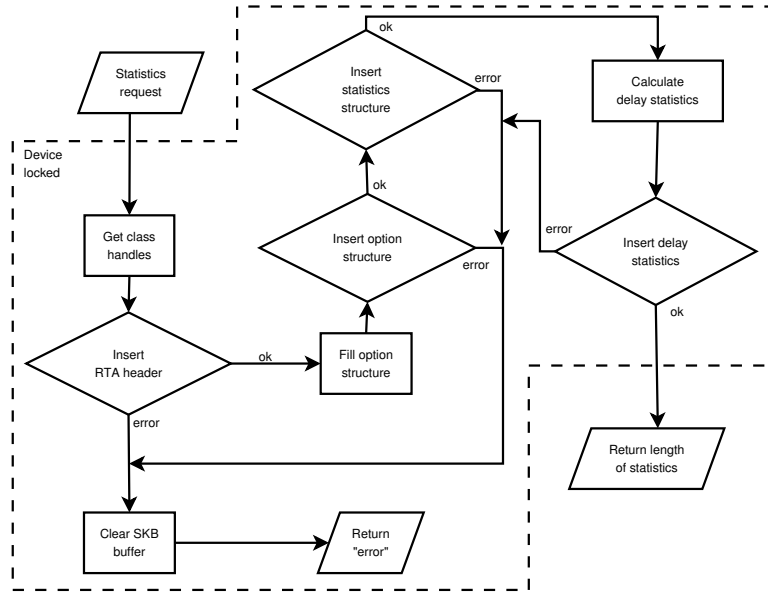 Statistics
request
Device
locked
Get class
handles
Insert
RTA header
ok
error
Fill option
structure
Insert option
structure
ok
error
Insert
statistics
structure
ok
error
Calculate
delay statistics
Insert delay
statistics
error
ok
Return length
of statistics
Clear SKB
buffer
Return
"error"